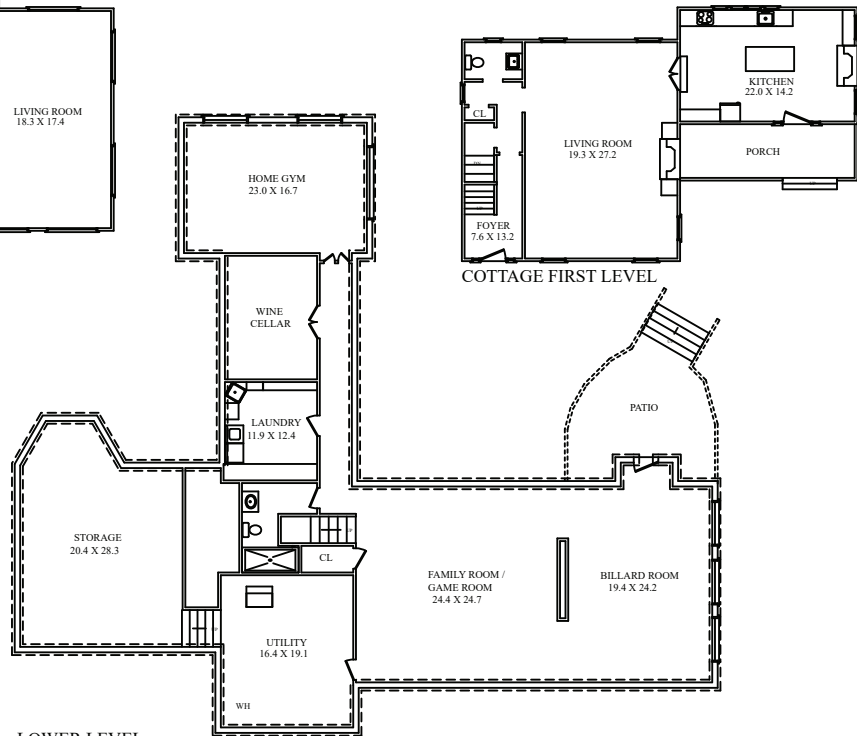 LIVING ROOM
18.3 X 17.4
HOME GYM
23.0 X 16.7
WINE
CELLAR
LAUNDRY
11.9 X 12.4
STORAGE
20.4 X 28.3
CL
UP
UTILITY
16.4 X 19.1
WH
FAMILY ROOM /
GAME ROOM
24.4 X 24.7
BILLARD ROOM
19.4 X 24.2
PATIO
KITCHEN
22.0 X 14.2
CL
LIVING ROOM
19.3 X 27.2
PORCH
FOYER
7.6 X 13.2
COTTAGE FIRST LEVEL
LOWER LEVEL